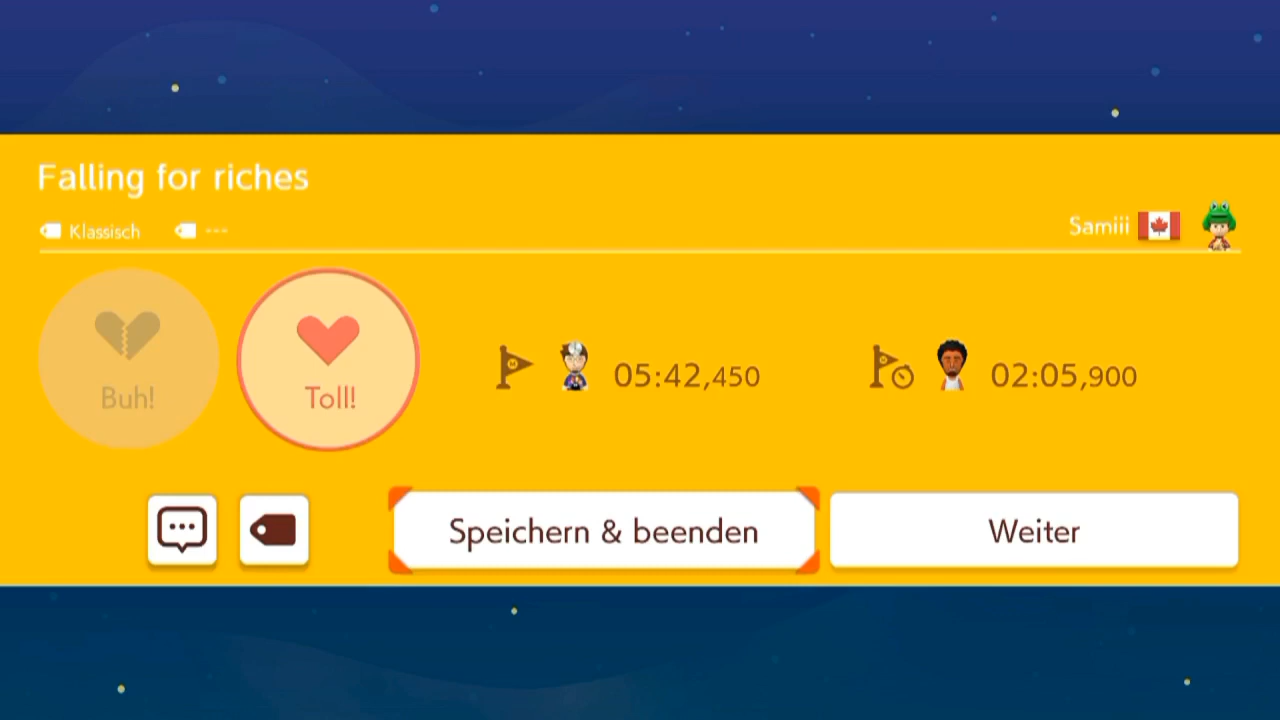 Falling for riches
Klassisch ---
Samiii
Buh!
Toll!
M 05:42,450
M 02:05,900
Speichern & beenden
Weiter